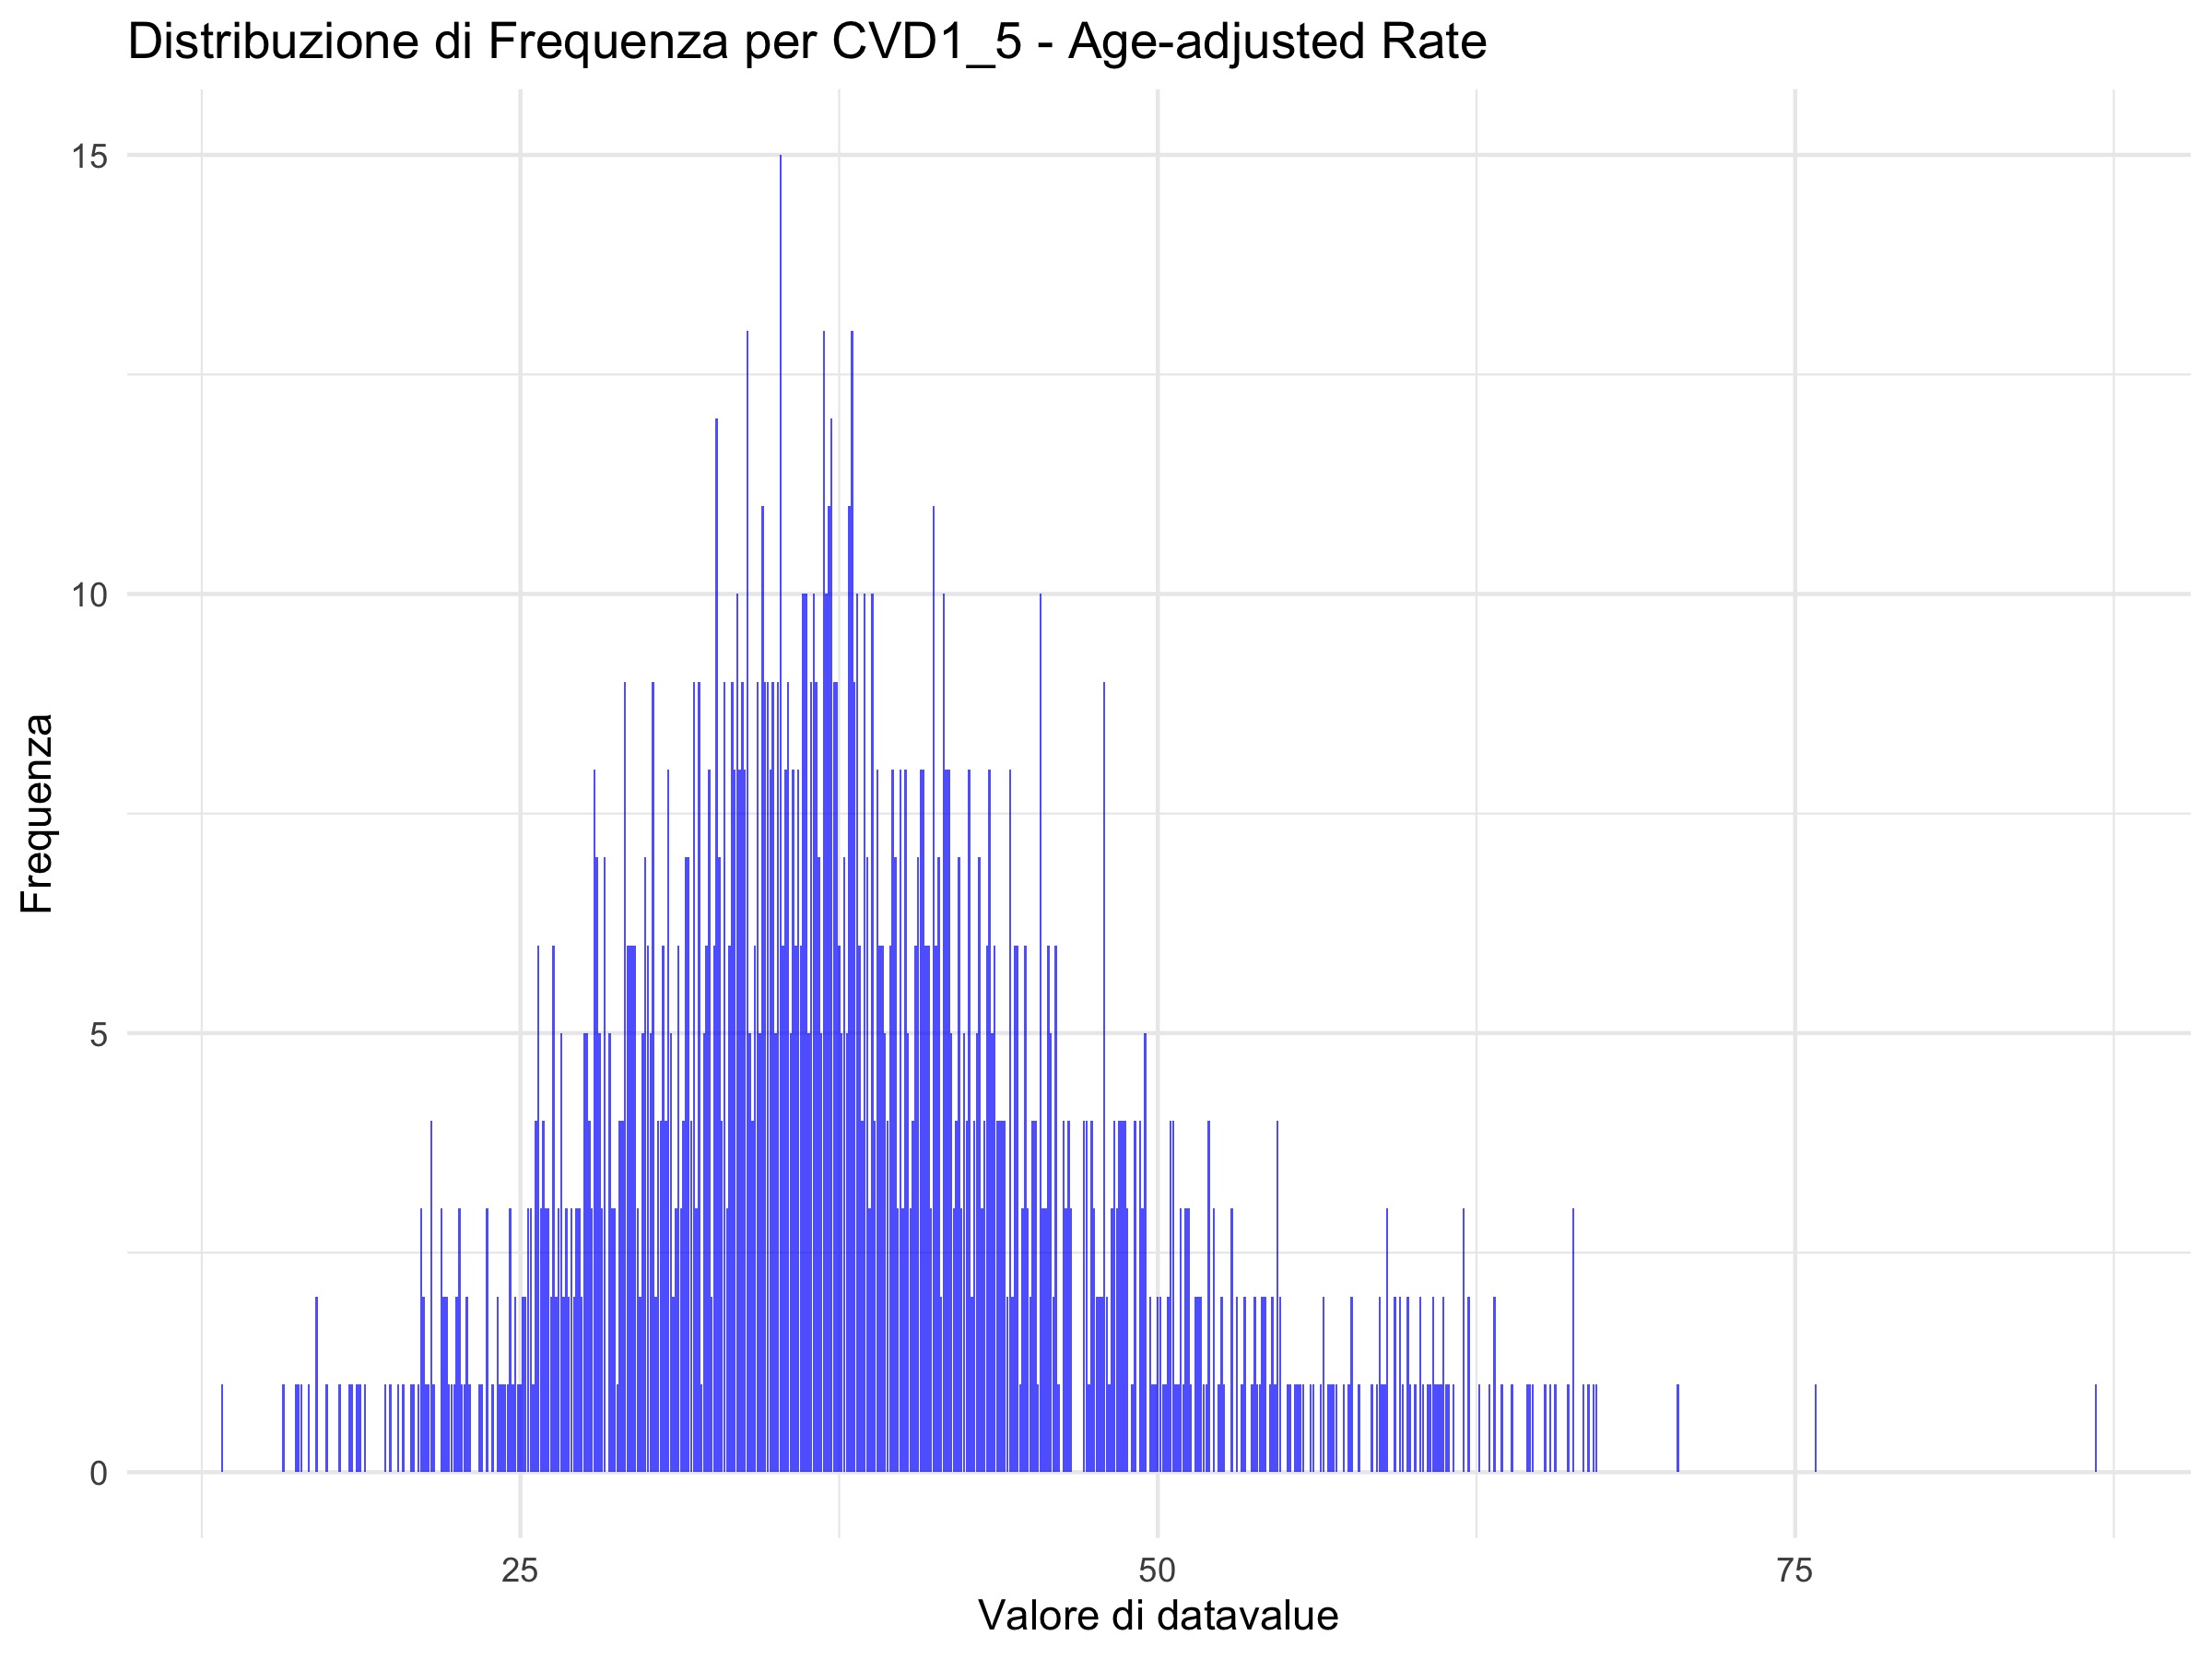 Distribuzione di Frequenza per CVD1_5 - Age-adjusted Rate
15
10
5
0
Frequenza
25
50
75
Valore di datavalue